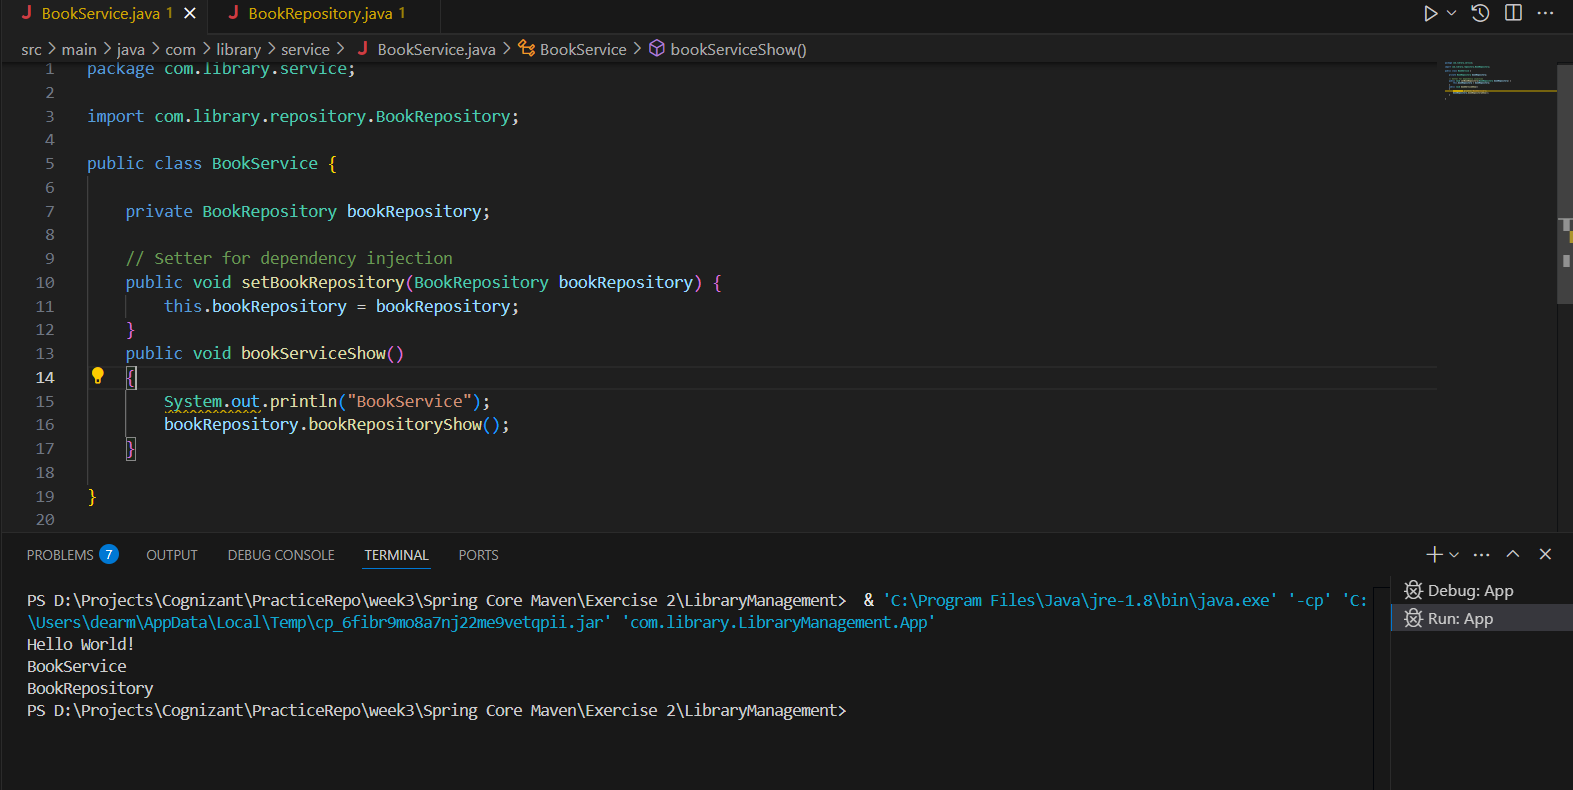 BookService.java 1
BookRepository.java 1
src > main > java > com > library > service > BookService.java > BookService > bookServiceShow()
1 package com.library.service;
2
3 import com.library.repository.BookRepository;
4
5 public class BookService {
6
7     private BookRepository bookRepository;
8
9     // Setter for dependency injection
10     public void setBookRepository(BookRepository bookRepository) {
11         this.bookRepository = bookRepository;
12     }
13     public void bookServiceShow()
14     {
15         System.out.println("BookService");
16         bookRepository.bookRepositoryShow();
17     }
18
19 }
20
PROBLEMS 7 OUTPUT DEBUG CONSOLE TERMINAL PORTS
PS D:\Projects\Cognizant\PracticeRepo\week3\Spring Core Maven\Exercise 2\LibraryManagement>  & 'C:\Program Files\Java\jre-1.8\bin\java.exe' '-cp' 'C:
\Users\dearm\AppData\Local\Temp\cp_6fibr9mo8a7nj22me9vetqpii.jar' 'com.library.LibraryManagement.App'
Hello World!
BookService
BookRepository
PS D:\Projects\Cognizant\PracticeRepo\week3\Spring Core Maven\Exercise 2\LibraryManagement>
Debug: App
Run: App